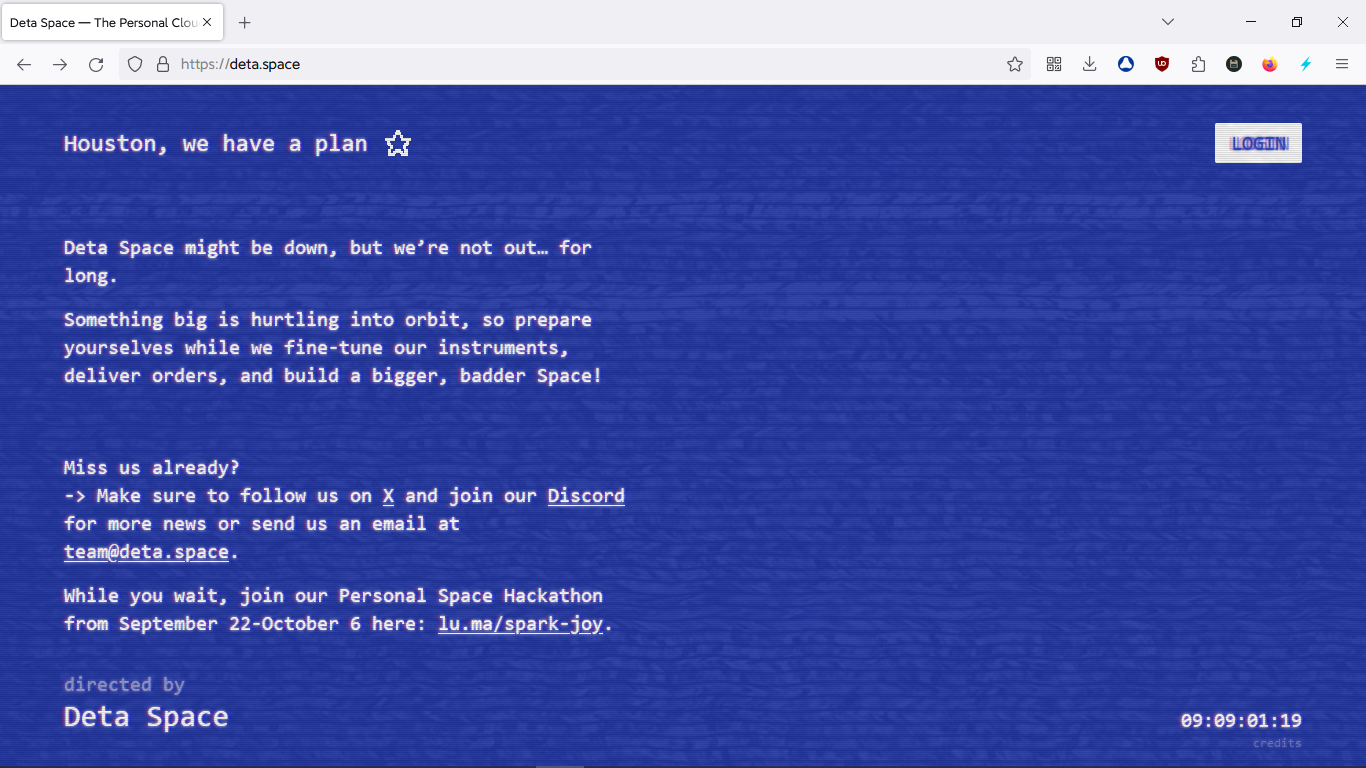 Deta Space — The Personal Clou
https://deta.space
Houston, we have a plan
LOGIN
Deta Space might be down, but we’re not out… for
long.
Something big is hurtling into orbit, so prepare
yourselves while we fine-tune our instruments,
deliver orders, and build a bigger, badder Space!
Miss us already?
-> Make sure to follow us on X and join our Discord
for more news or send us an email at
team@deta.space.
While you wait, join our Personal Space Hackathon
from September 22-October 6 here: lu.ma/spark-joy.
directed by
Deta Space
09:09:01:19
credits